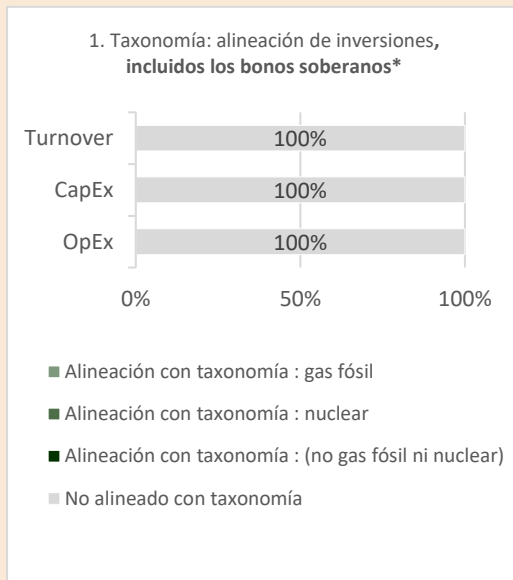 1. Taxonomía: alineación de inversiones,
incluidos los bonos soberanos*
Turnover 100%
CapEx 100%
OpEx 100%
0% 50% 100%
Alineación con taxonomía : gas fósil
Alineación con taxonomía : nuclear
Alineación con taxonomía : (no gas fósil ni nuclear)
No alineado con taxonomía